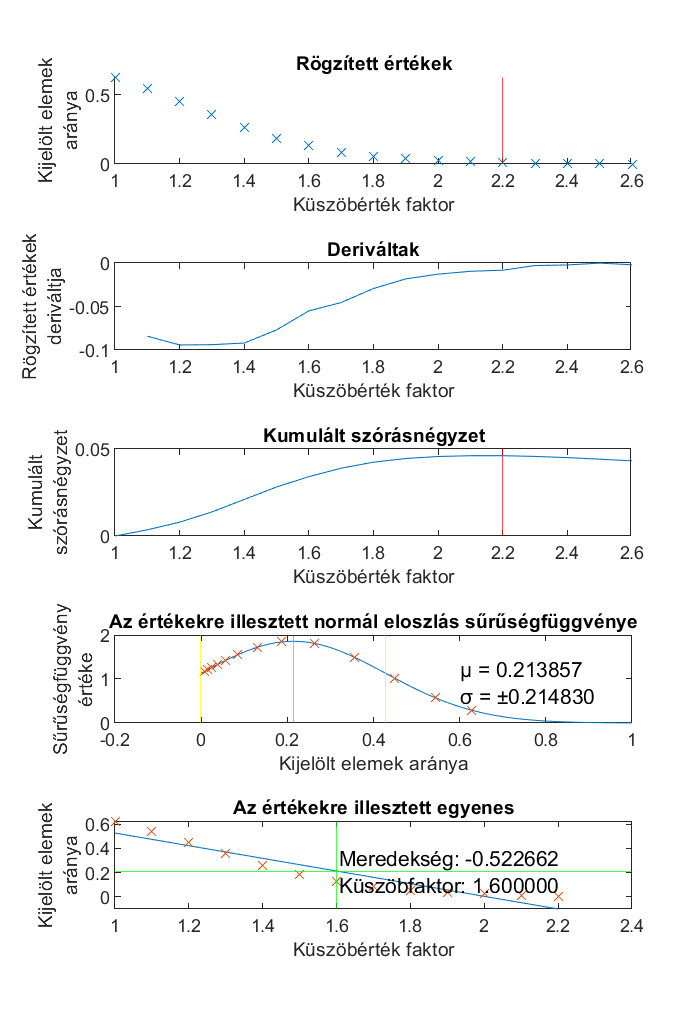 Rögzített értékek
Kijelölt elemek
aránya
0.5
0
1 1.2 1.4 1.6 1.8 2 2.2 2.4 2.6
Küszöbérték faktor
Deriváltak
Rögzített értékek
deriváltja
0
-0.05
-0.1
1 1.2 1.4 1.6 1.8 2 2.2 2.4 2.6
Küszöbérték faktor
Kumulált szórásnégyzet
Kumulált
szórásnégyzet
0.05
0
1 1.2 1.4 1.6 1.8 2 2.2 2.4 2.6
Küszöbérték faktor
Az értékekre illesztett normál eloszlás sűrűségfüggvénye
Sűrűségfüggvény
értéke
2
1
0
μ = 0.213857
σ = ±0.214830
-0.2 0 0.2 0.4 0.6 0.8 1
Kijelölt elemek aránya
Az értékekre illesztett egyenes
Kijelölt elemek
aránya
0.6
0.4
0.2
0
Meredekség: -0.522662
Küszöbfaktor: 1.600000
1 1.2 1.4 1.6 1.8 2 2.2 2.4
Küszöbérték faktor